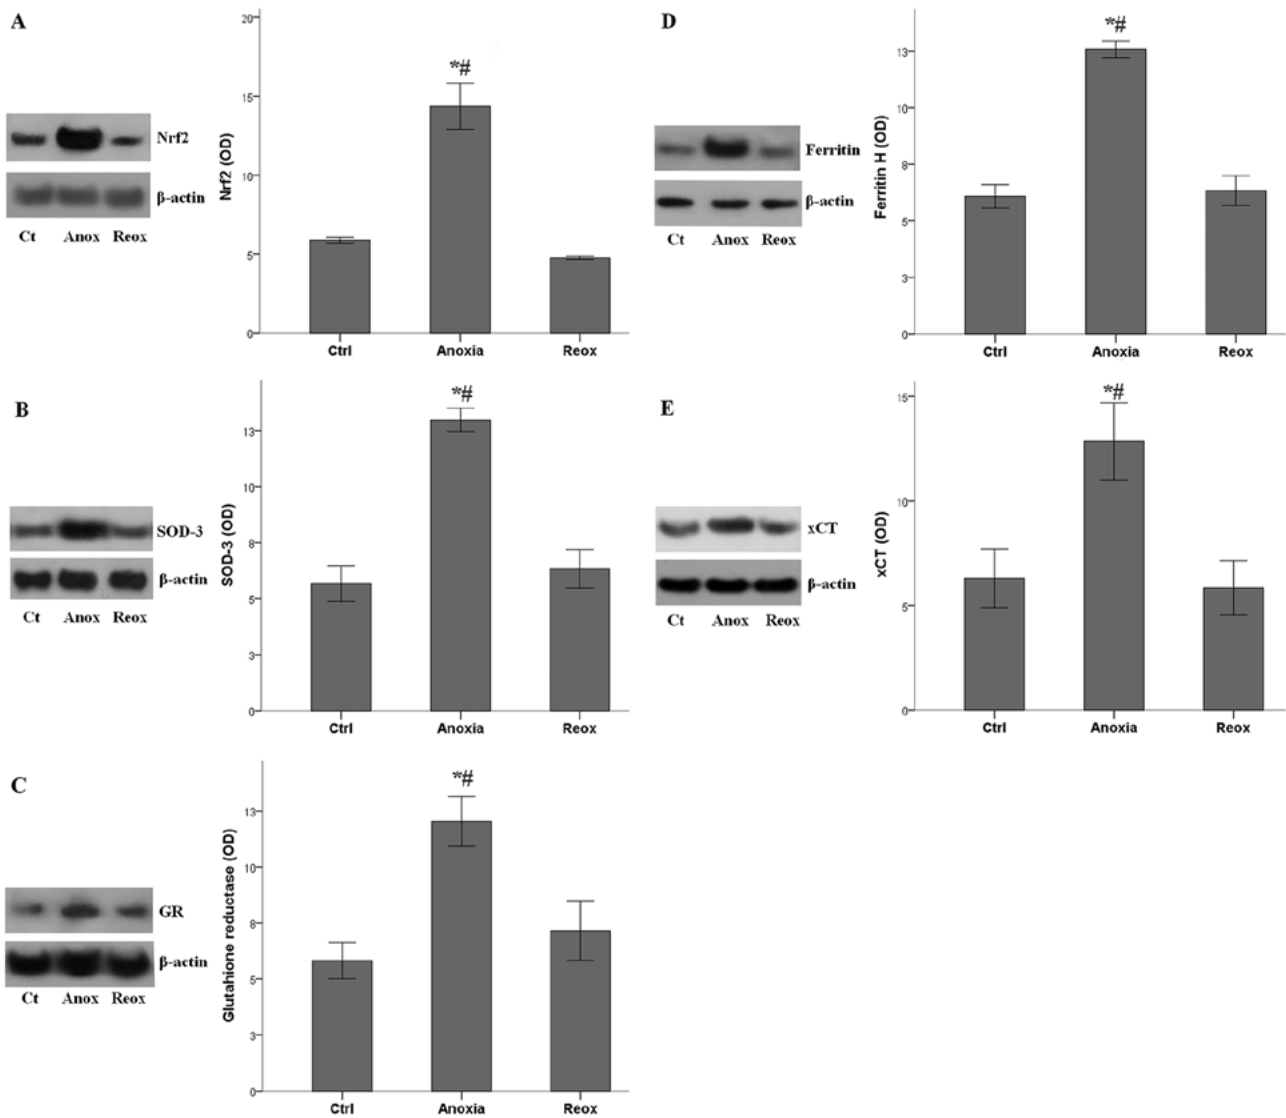 A
Nrf2
β-actin
Ct Anox Reox
Nrf2 (OD)
20
15
10
5
0
Ctrl Anoxia Reox
*#
B
SOD-3
β-actin
Ct Anox Reox
SOD-3 (OD)
13
10
8
5
3
0
Ctrl Anoxia Reox
*#
C
GR
β-actin
Ct Anox Reox
Glutahione reductase (OD)
13
10
8
5
3
0
Ctrl Anoxia Reox
*#
D
Ferritin
β-actin
Ct Anox Reox
Ferritin H (OD)
13
10
8
5
3
0
Ctrl Anoxia Reox
*#
E
xCT
β-actin
Ct Anox Reox
xCT (OD)
15
10
5
0
Ctrl Anoxia Reox
*#